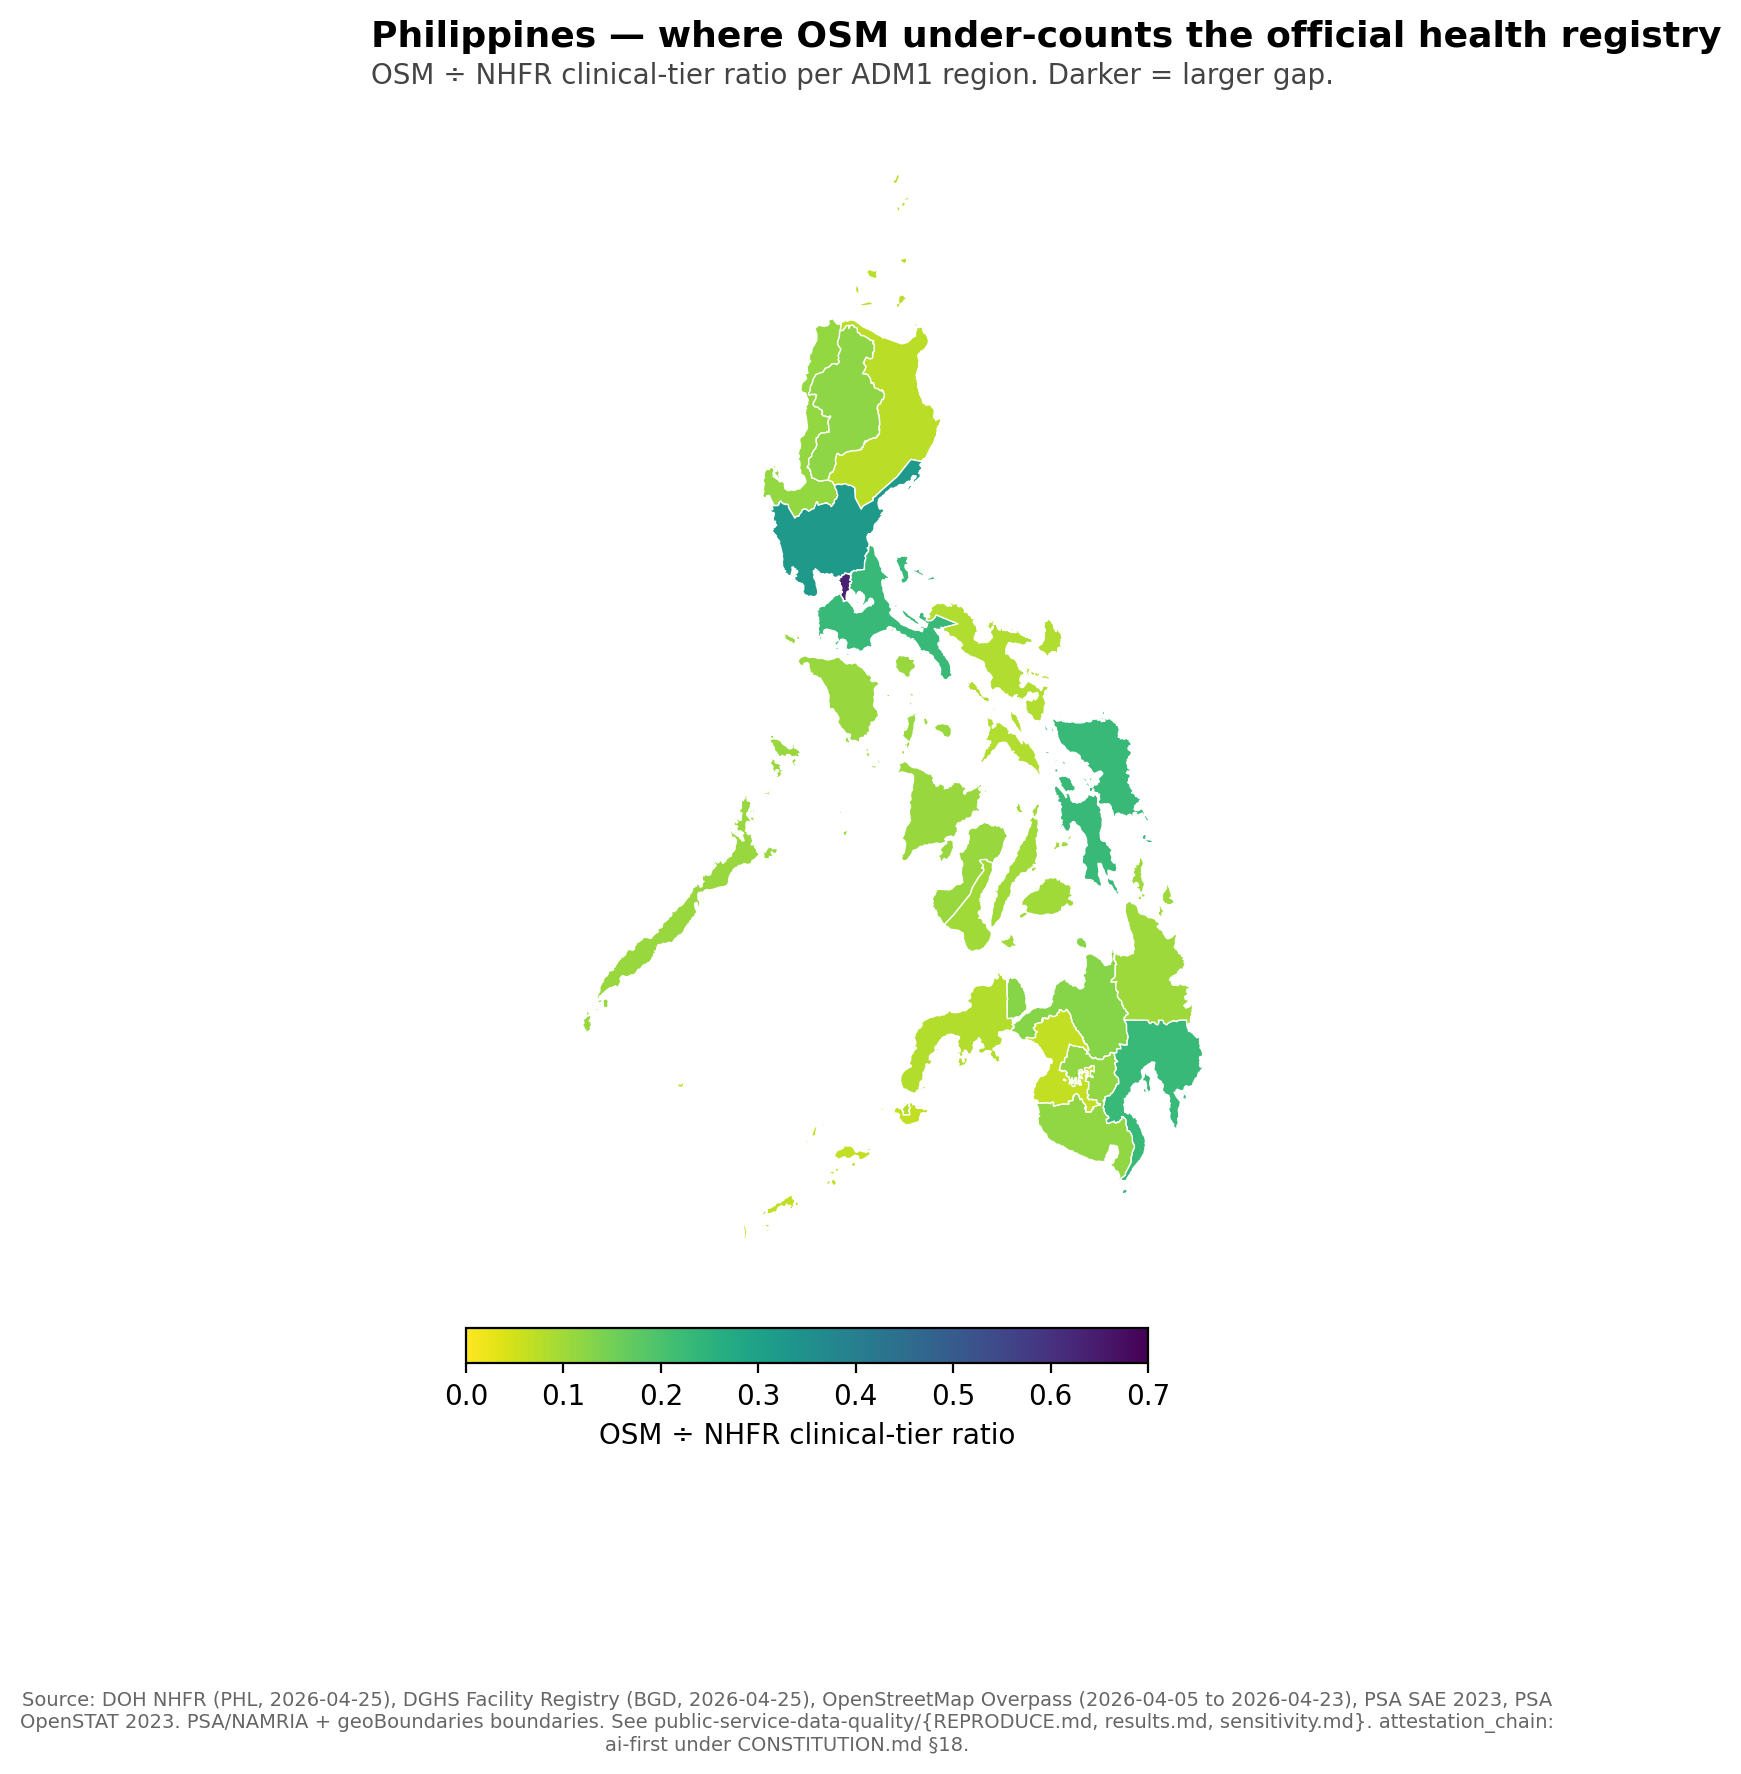 Philippines — where OSM under-counts the official health registry
OSM ÷ NHFR clinical-tier ratio per ADM1 region. Darker = larger gap.
0.0 0.1 0.2 0.3 0.4 0.5 0.6 0.7
OSM ÷ NHFR clinical-tier ratio
Source: DOH NHFR (PHL, 2026-04-25), DGHS Facility Registry (BGD, 2026-04-25), OpenStreetMap Overpass (2026-04-05 to 2026-04-23), PSA SAE 2023, PSA
OpenSTAT 2023. PSA/NAMRIA + geoBoundaries boundaries. See public-service-data-quality/{REPRODUCE.md, results.md, sensitivity.md}. attestation_chain:
ai-first under CONSTITUTION.md §18.